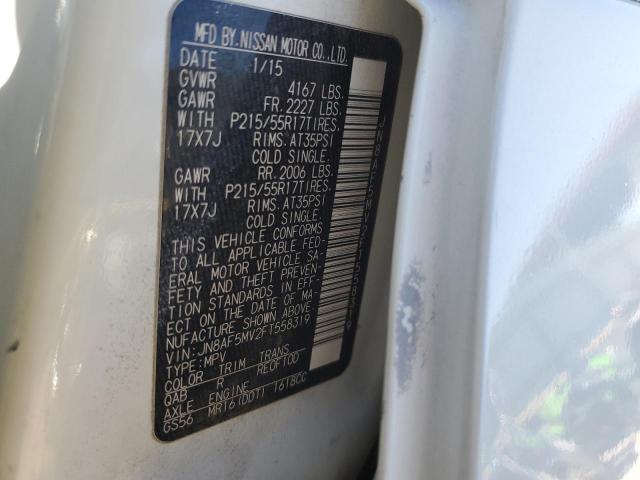 MFD BY.NISSAN MOTOR CO.,LTD.
DATE 1/15
GVWR 4167 LBS.
GAWR FR. 2227 LBS.
WITH P215/55R17TIRES,
17X7J RIMS. AT35PSI
COLD SINGLE.
GAWR RR. 2006 LBS.
WITH P215/55R17TIRES,
17X7J RIMS. AT35PSI
COLD SINGLE.
THIS VEHICLE CONFORMS
TO ALL APPLICABLE FED-
ERAL MOTOR VEHICLE SA-
FETY AND THEFT PREVEN-
TION STANDARDS IN EFF-
ECT ON THE DATE OF MA-
NUFACTURE SHOWN ABOVE
VIN:JN8AF5MV2FT558319
TYPE:MPV
COLOR TRIM TRANS
QAB R RE0F10D
AXLE ENGINE
GS56 MR16(DDT) 1618CC
JN8AF5MV2FT558319